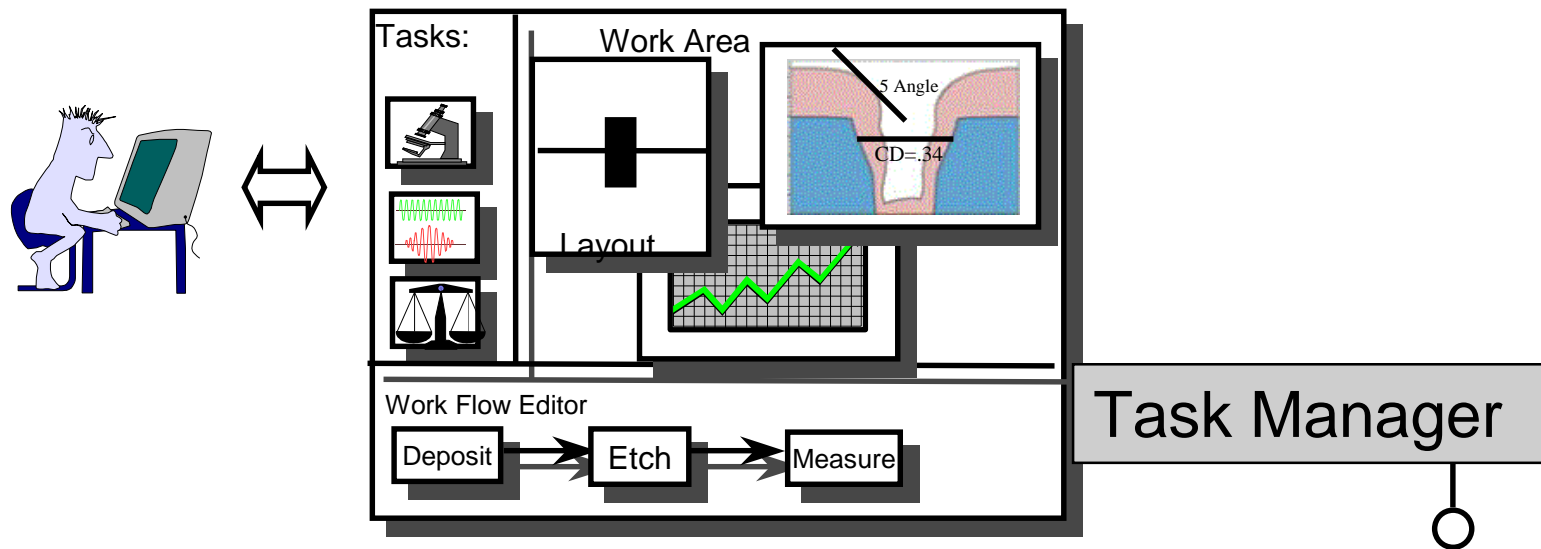 Tasks:
Work Area
.5 Angle
CD=.34
Layout
Work Flow Editor
Deposit
Etch
Measure
Task Manager